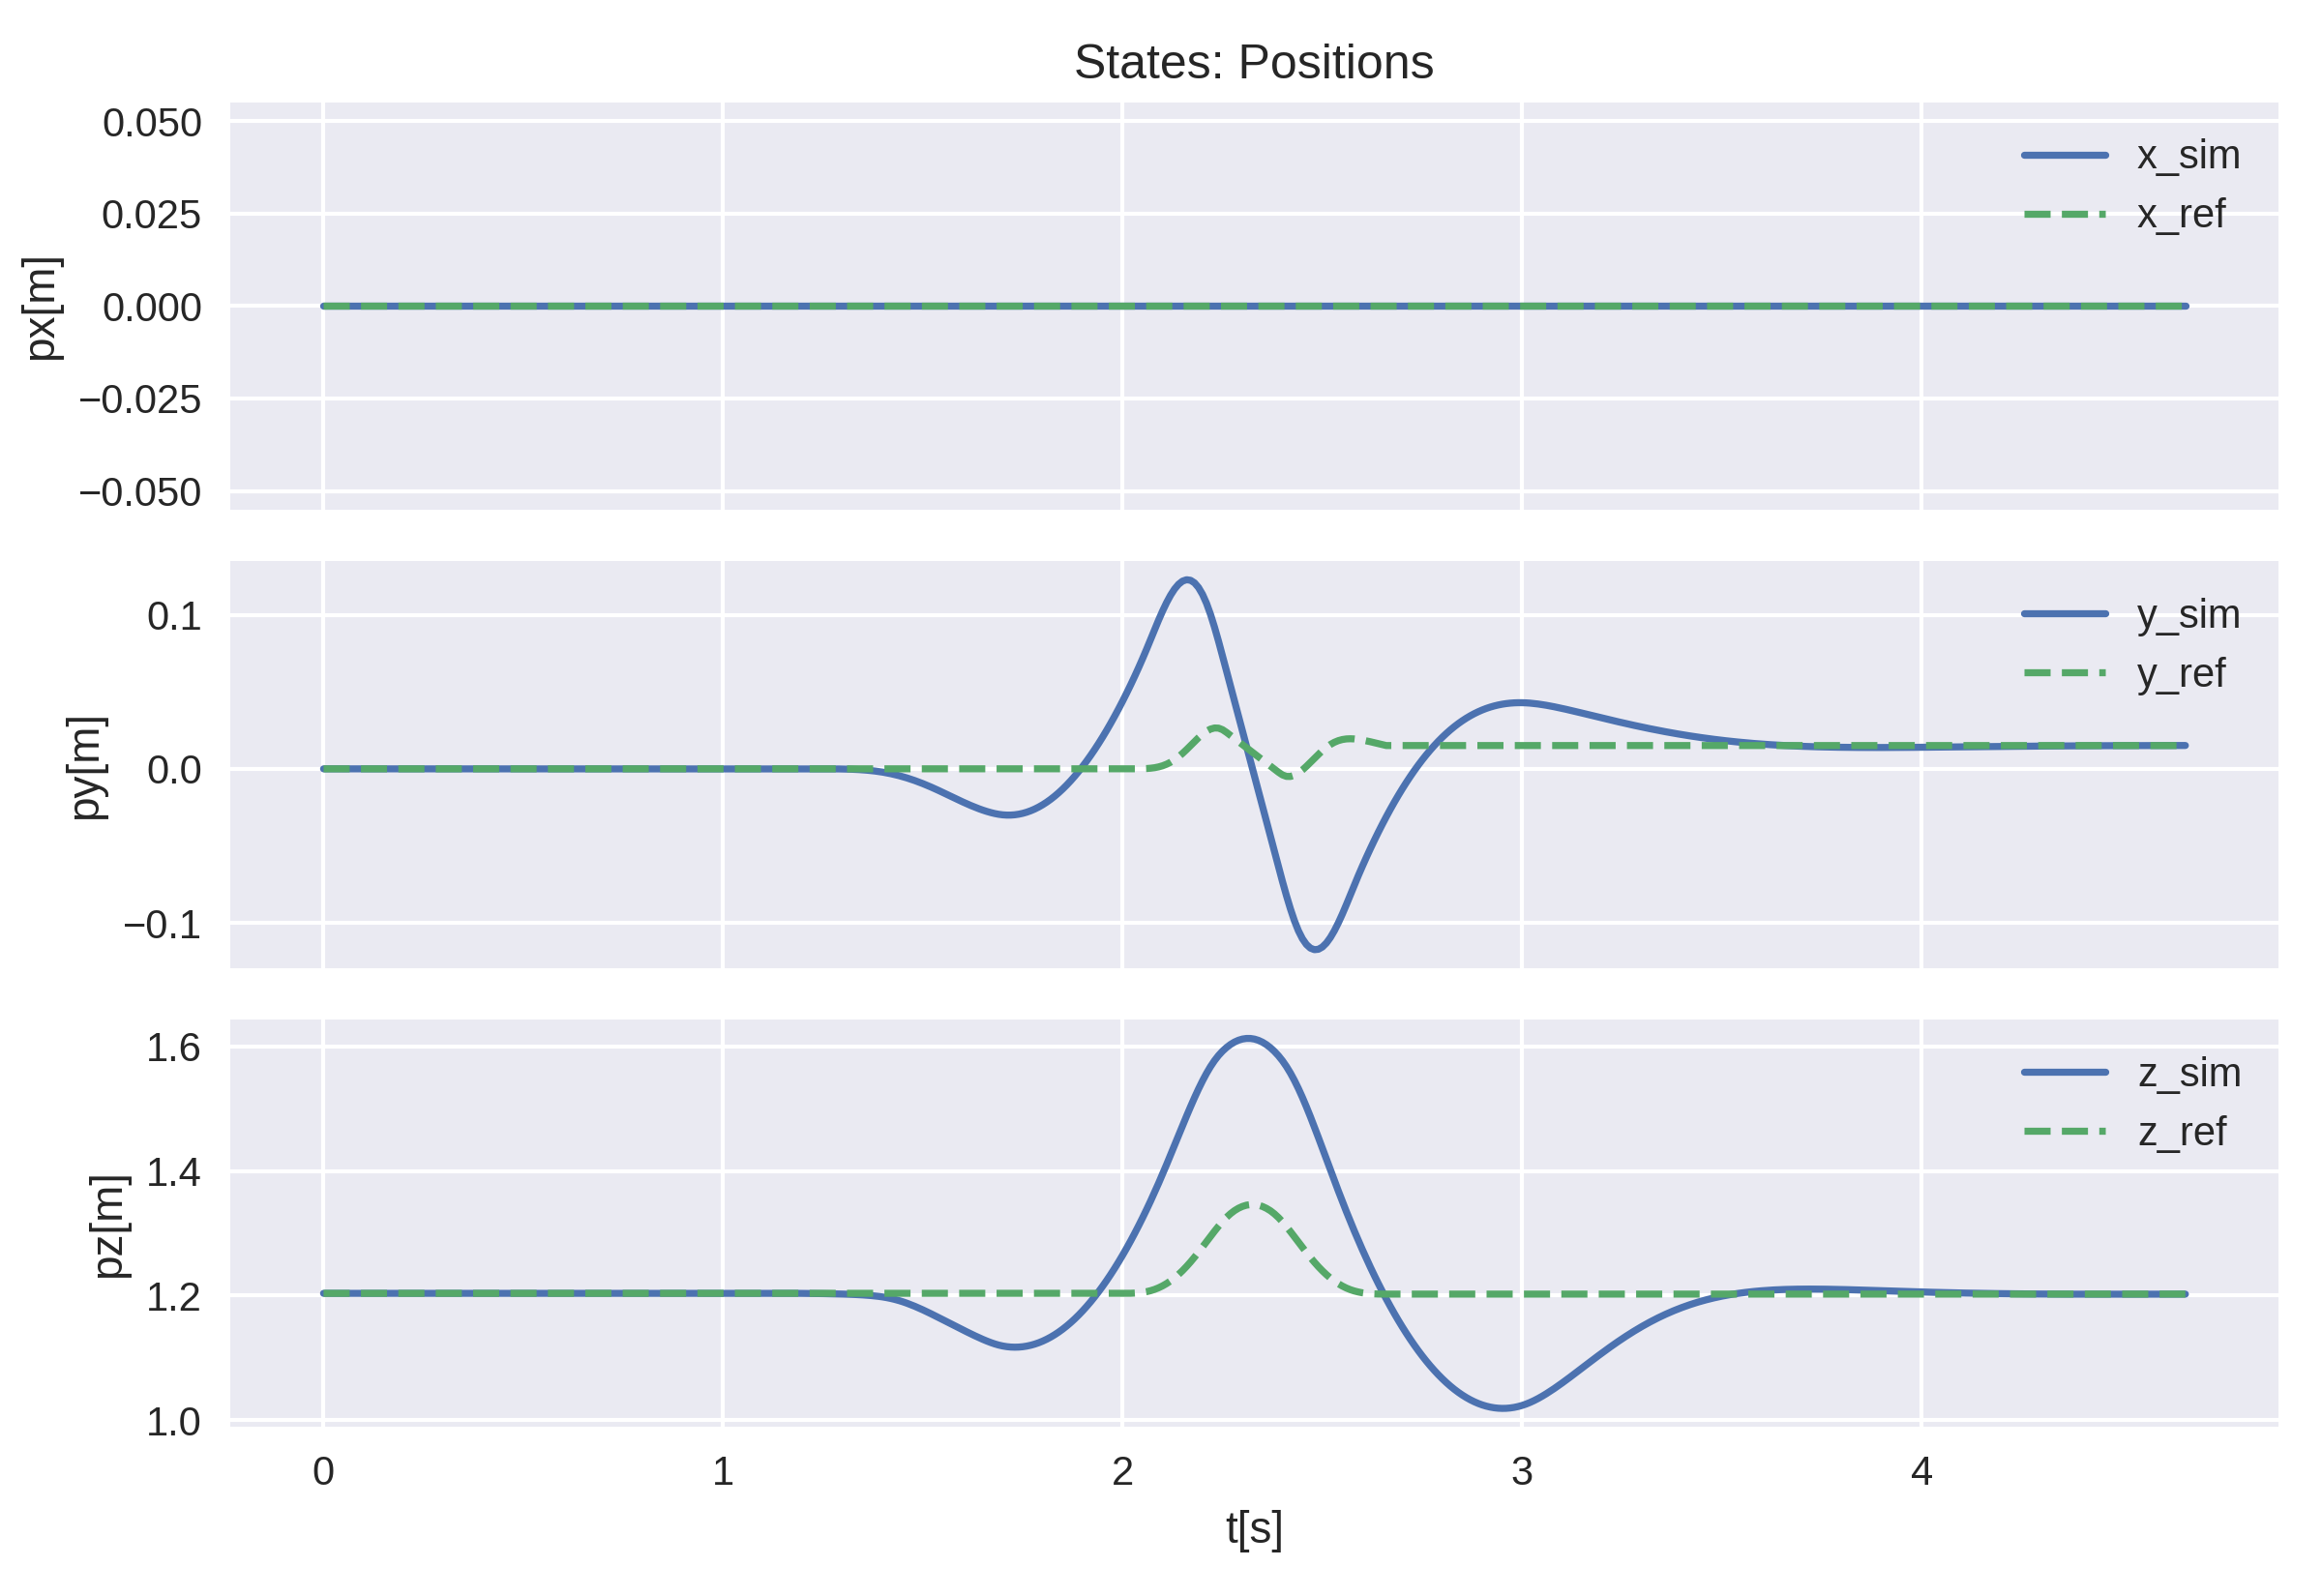 States: Positions
0.050
0.025
0.000
−0.025
−0.050
px[m]
x_sim
x_ref
0.1
0.0
−0.1
py[m]
y_sim
y_ref
1.6
1.4
1.2
1.0
pz[m]
z_sim
z_ref
0 1 2 3 4
t[s]